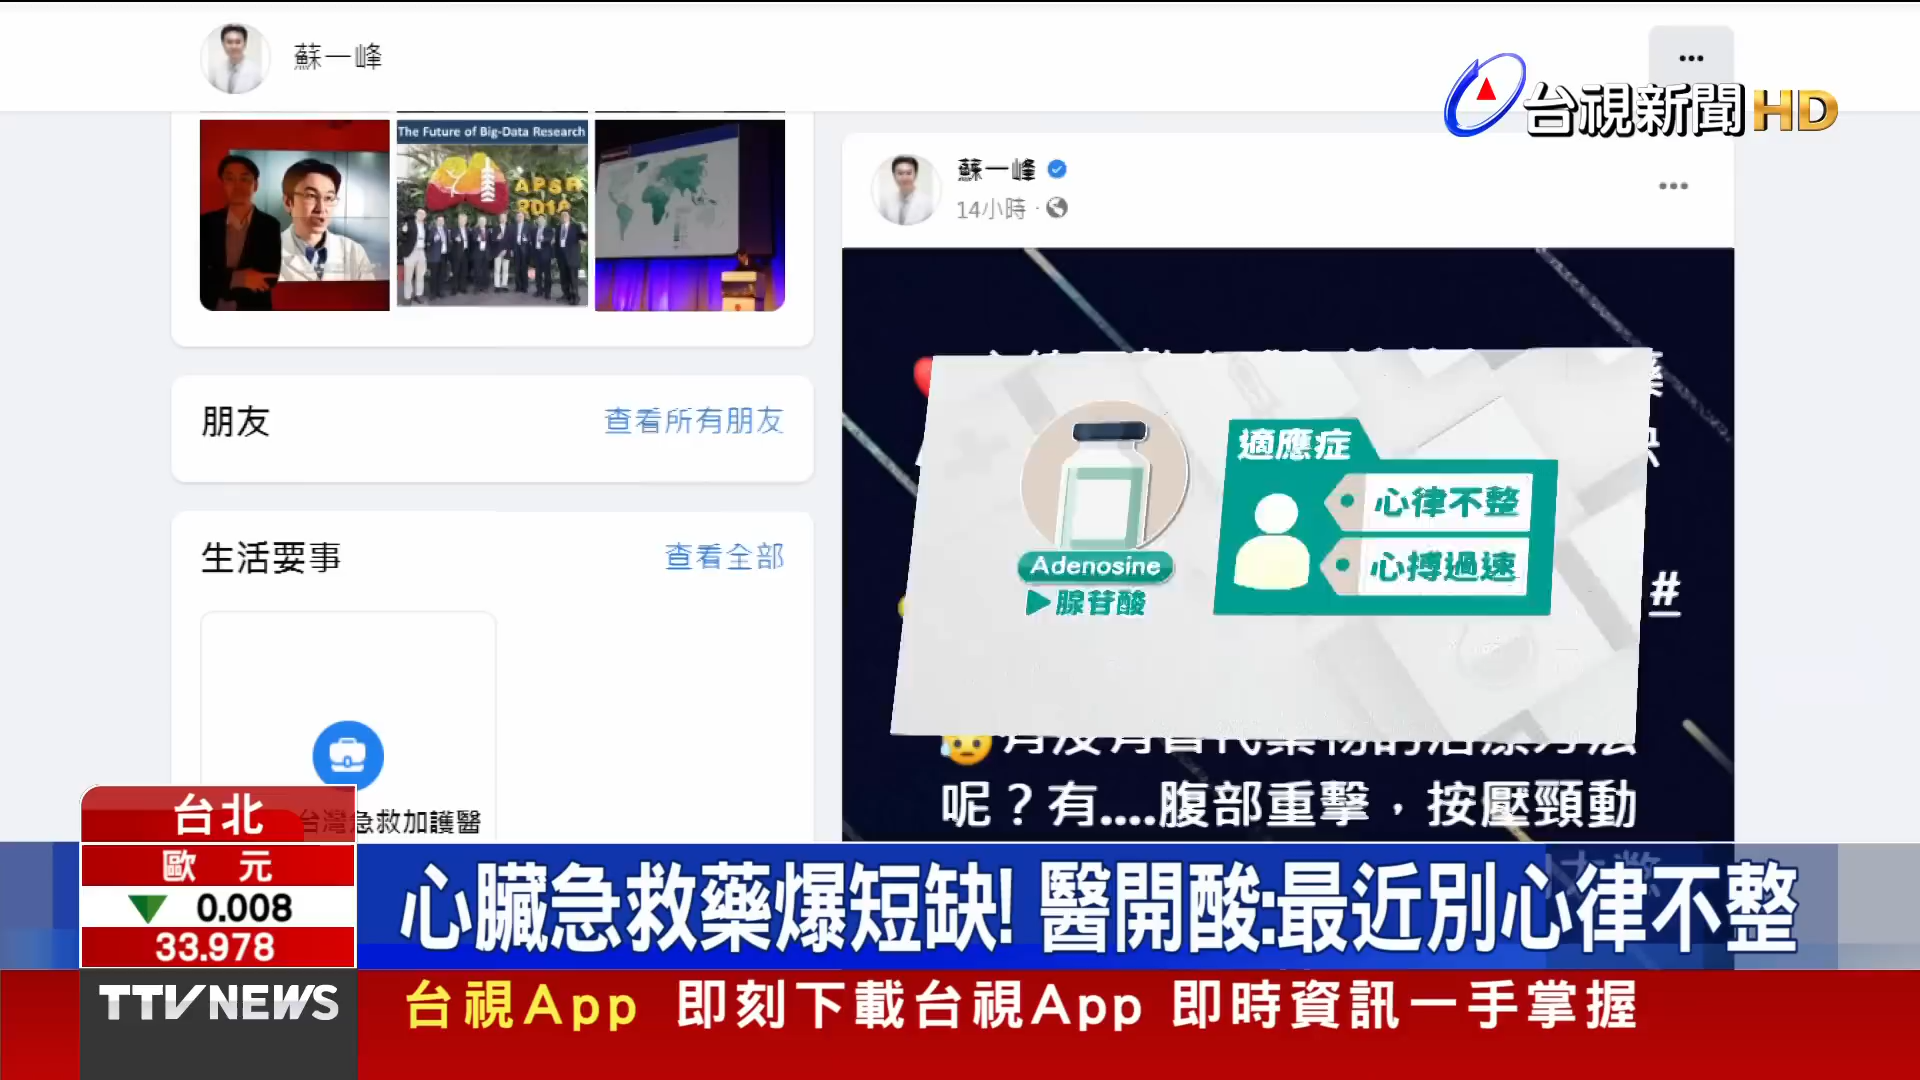 蘇一峰
台視新聞HD
The Future of Big-Data Research
APSR
2016
蘇一峰
14小時
朋友
查看所有朋友
生活要事
查看全部
台灣急救加護醫
適應症
心律不整
心搏過速
Adenosine
▶腺苷酸
#
呢？有....腹部重擊，按壓頸動
台北
歐 元
▼ 0.008
33.978
心臟急救藥爆短缺! 醫開酸:最近別心律不整
TTV NEWS
台視App 即刻下載台視App 即時資訊一手掌握